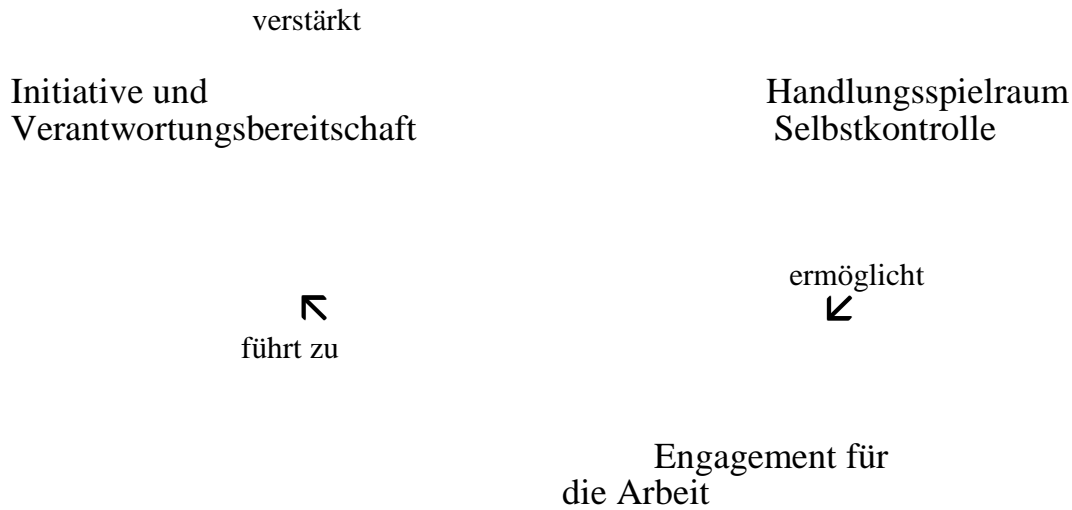 verstärkt
Initiative und
Verantwortungsbereitschaft
Handlungsspielraum
Selbstkontrolle
ermöglicht
führt zu
Engagement für
die Arbeit